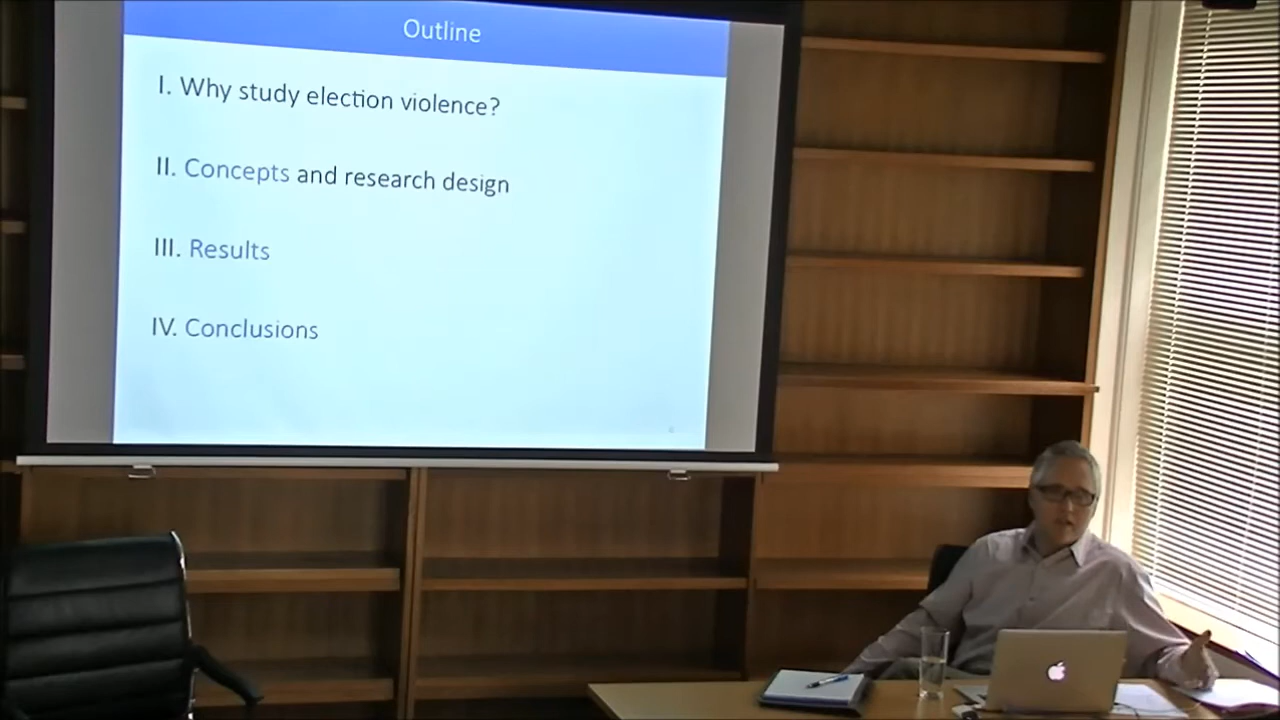 Outline
I. Why study election violence?
II. Concepts and research design
III. Results
IV. Conclusions